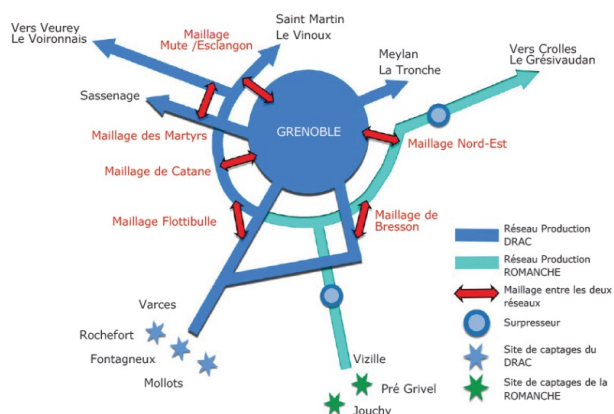 Vers Veurey
Le Voironnais
Maillage
Mute /Esclangon
Saint Martin
Le Vinoux
Meylan
La Tronche
Vers Crolles
Le Grésivaudan
Sassenage
GRENOBLE
Maillage des Martyrs
Maillage Nord-Est
Maillage de Catane
Maillage Flottibulle
Maillage de
Bresson
Varces
Rochefort
Fontagneux
Mollots
Vizille
Pré Grivel
Jouchy
Réseau Production
DRAC
Réseau Production
ROMANCHE
Maillage entre les deux
réseaux
Surpresseur
Site de captages du
DRAC
Site de captages de la
ROMANCHE